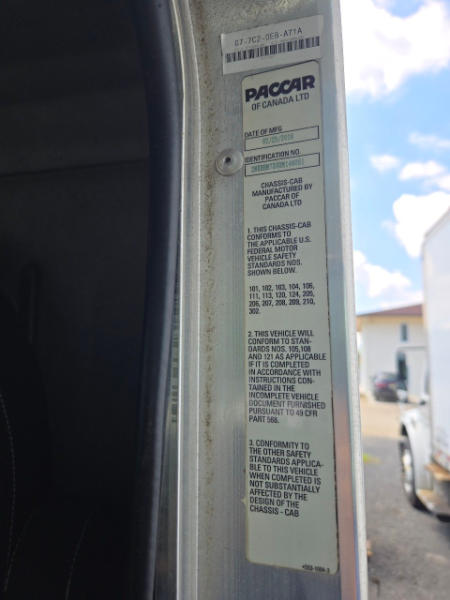 07-7C2-0EB-A71A
PACCAR
OF CANADA LTD
DATE OF MFG
IDENTIFICATION NO.
CHASSIS-CAB
MANUFACTURED BY
PACCAR OF
CANADA LTD
1. THIS CHASSIS-CAB
CONFORMS TO
THE APPLICABLE U.S.
FEDERAL MOTOR
VEHICLE SAFETY
STANDARDS NOS.
SHOWN BELOW.
101, 102, 103, 104, 106,
111, 113, 120, 124, 205,
206, 207, 208, 209, 210,
302.
2. THIS VEHICLE WILL
CONFORM TO STAN-
DARDS NOS. 105,108
AND 121 AS APPLICABLE
IF IT IS COMPLETED
IN ACCORDANCE WITH
INSTRUCTIONS CON-
TAINED IN THE
INCOMPLETE VEHICLE
DOCUMENT FURNISHED
PURSUANT TO 49 CFR
PART 568.
3. CONFORMITY TO
THE OTHER SAFETY
STANDARDS APPLICA-
BLE TO THIS VEHICLE
WHEN COMPLETED IS
NOT SUBSTANTIALLY
AFFECTED BY THE
DESIGN OF THE
CHASSIS - CAB